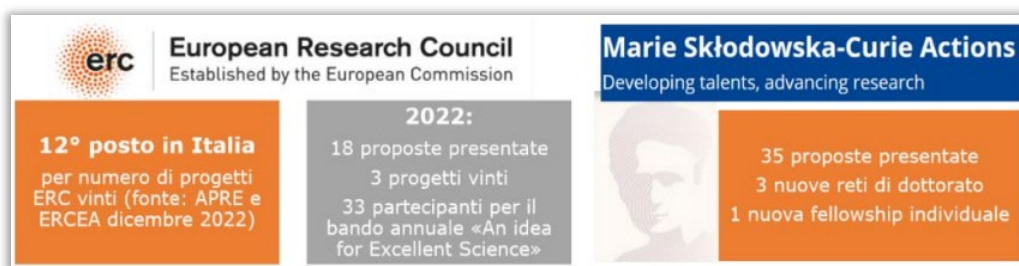 erc
European Research Council
Established by the European Commission
12° posto in Italia
per numero di progetti
ERC vinti (fonte: APRE e
ERCEA dicembre 2022)
2022:
18 proposte presentate
3 progetti vinti
33 partecipanti per il
bando annuale «An idea
for Excellent Science»
Marie Skłodowska-Curie Actions
Developing talents, advancing research
35 proposte presentate
3 nuove reti di dottorato
1 nuova fellowship individuale